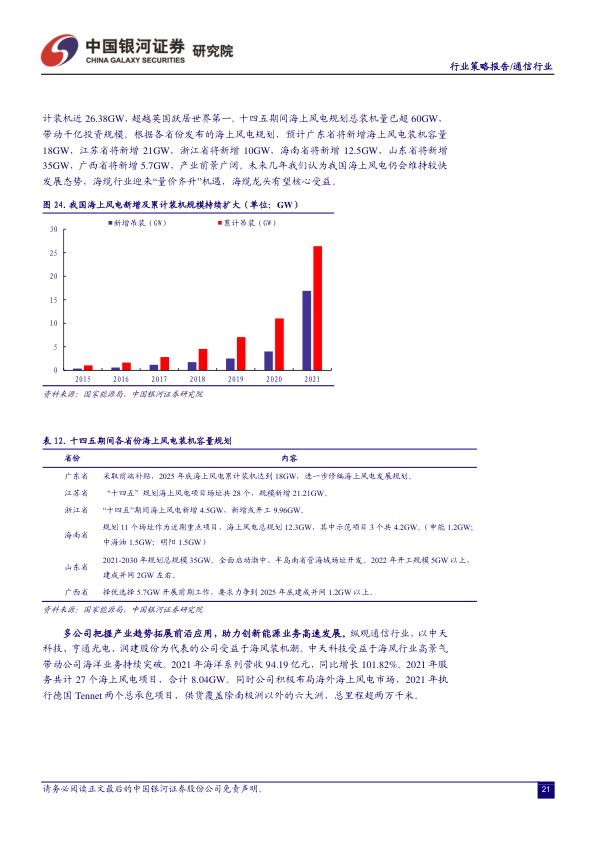 中国银河证券 研究院
CHINA GALAXY SECURITIES
行业策略报告/通信行业
计装机近 26.38GW，超越英国跃居世界第一。十四五期间海上风电规划总装机量已超 60GW，
带动千亿投资规模。根据各省份发布的海上风电规划，预计广东省将新增海上风电装机容量
18GW，江苏省将新增 21GW，浙江省将新增 10GW，海南省将新增 12.5GW，山东省将新增
35GW，广西省将新增 5.7GW，产业前景广阔。未来几年我们认为我国海上风电仍会维持较快
发展态势，海缆行业迎来“量价齐升”机遇，海缆龙头有望核心受益。
图 24. 我国海上风电新增及累计装机规模持续扩大（单位：GW）
新增吊装（GW） 累计吊装（GW）
30
25
20
15
10
5
0
2015 2016 2017 2018 2019 2020 2021
资料来源：国家能源局，中国银河证券研究院
表 12. 十四五期间各省份海上风电装机容量规划
省份 内容
广东省 采取前端补贴，2025 年底海上风电累计装机达到 18GW，进一步修编海上风电发展规划。
江苏省 “十四五”规划海上风电项目场址共 28 个，规模新增 21.21GW。
浙江省 “十四五”期间海上风电新增 4.5GW，新增或开工 9.96GW。
海南省 规划 11 个场址作为近期重点项目，海上风电总规划 12.3GW，其中示范项目 3 个共 4.2GW。（申能 1.2GW；
中海油 1.5GW；明阳 1.5GW）
山东省 2021-2030 年规划总规模 35GW。全面启动渤中、半岛南省管海域场址开发。2022 年开工规模 5GW 以上，
建成并网 2GW 左右。
广西省 择优选择 5.7GW 开展前期工作，要求力争到 2025 年底建成并网 1.2GW 以上。
资料来源：国家能源局，中国银河证券研究院
多公司把握产业趋势拓展前沿应用，助力创新能源业务高速发展。纵观通信行业，以中天
科技、亨通光电、润建股份为代表的公司受益于海风装机潮。中天科技受益于海风行业高景气
带动公司海洋业务持续突破。2021 年海洋系列营收 94.19 亿元，同比增长 101.82%。2021 年服
务共计 27 个海上风电项目，合计 8.04GW。同时公司积极布局海外海上风电市场，2021 年执
行德国 Tennet 两个总承包项目，供货覆盖除南极洲以外的六大洲，总里程超两万千米。
请务必阅读正文最后的中国银河证券股份公司免责声明。
21